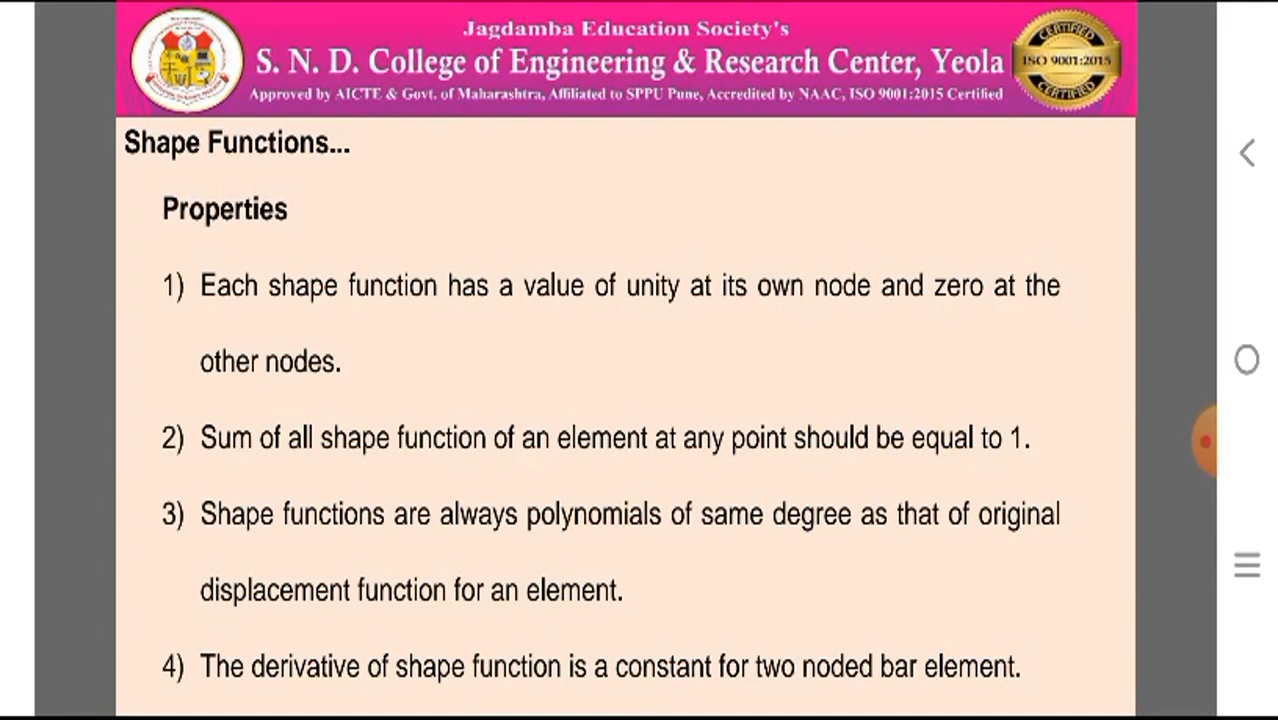 Jagdamba Education Society's
S. N. D. College of Engineering & Research Center, Yeola
Approved by AICTE & Govt. of Maharashtra, Affiliated to SPPU Pune, Accredited by NAAC, ISO 9001:2015 Certified
CERTIFIED
ISO 9001:2015
CERTIFIED
Shape Functions...
Properties
1) Each shape function has a value of unity at its own node and zero at the
other nodes.
2) Sum of all shape function of an element at any point should be equal to 1.
3) Shape functions are always polynomials of same degree as that of original
displacement function for an element.
4) The derivative of shape function is a constant for two noded bar element.